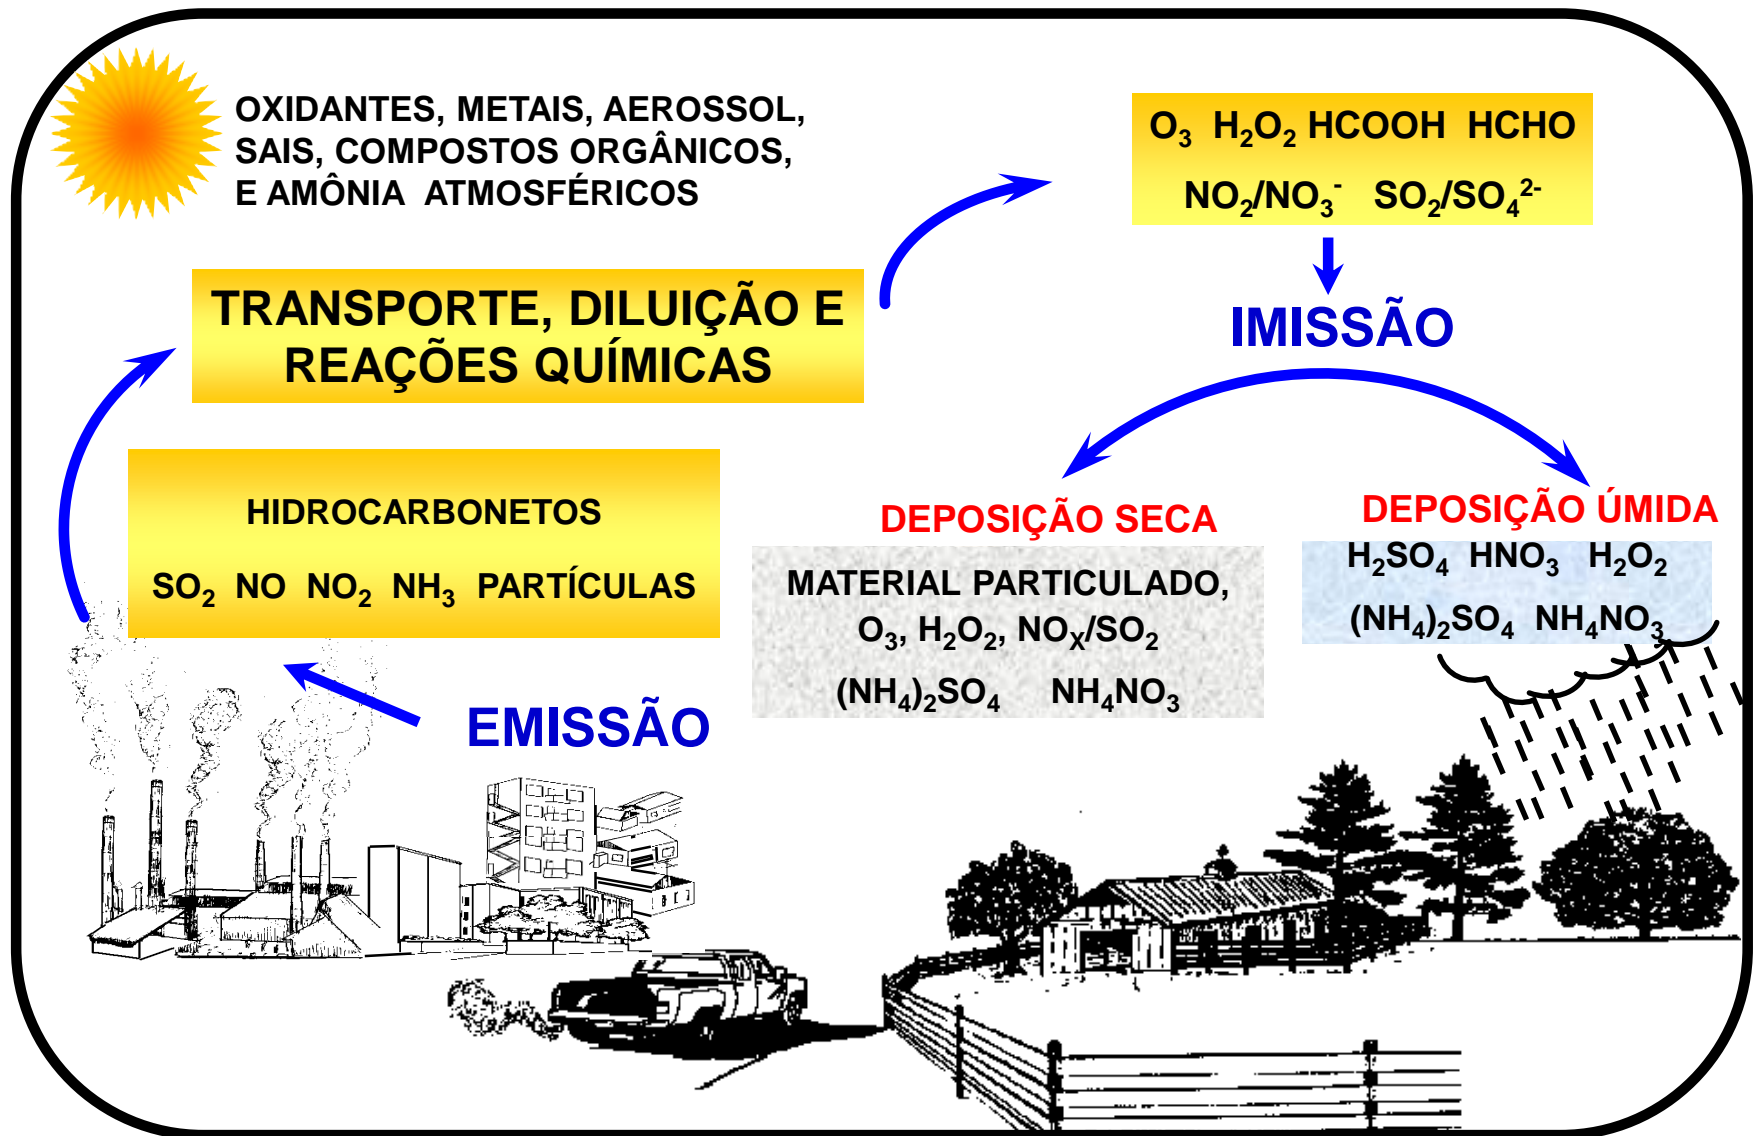 OXIDANTES, METAIS, AEROSSOL,
SAIS, COMPOSTOS ORGÂNICOS,
E AMÔNIA ATMOSFÉRICOS
O₃ H₂O₂ HCOOH HCHO
NO₂/NO₃⁻ SO₂/SO₄²⁻
TRANSPORTE, DILUIÇÃO E
REAÇÕES QUÍMICAS
IMISSÃO
HIDROCARBONETOS
SO₂ NO NO₂ NH₃ PARTÍCULAS
EMISSÃO
DEPOSIÇÃO SECA
MATERIAL PARTICULADO,
O₃, H₂O₂, NOₓ/SO₂
(NH₄)₂SO₄ NH₄NO₃
DEPOSIÇÃO ÚMIDA
H₂SO₄ HNO₃ H₂O₂
(NH₄)₂SO₄ NH₄NO₃